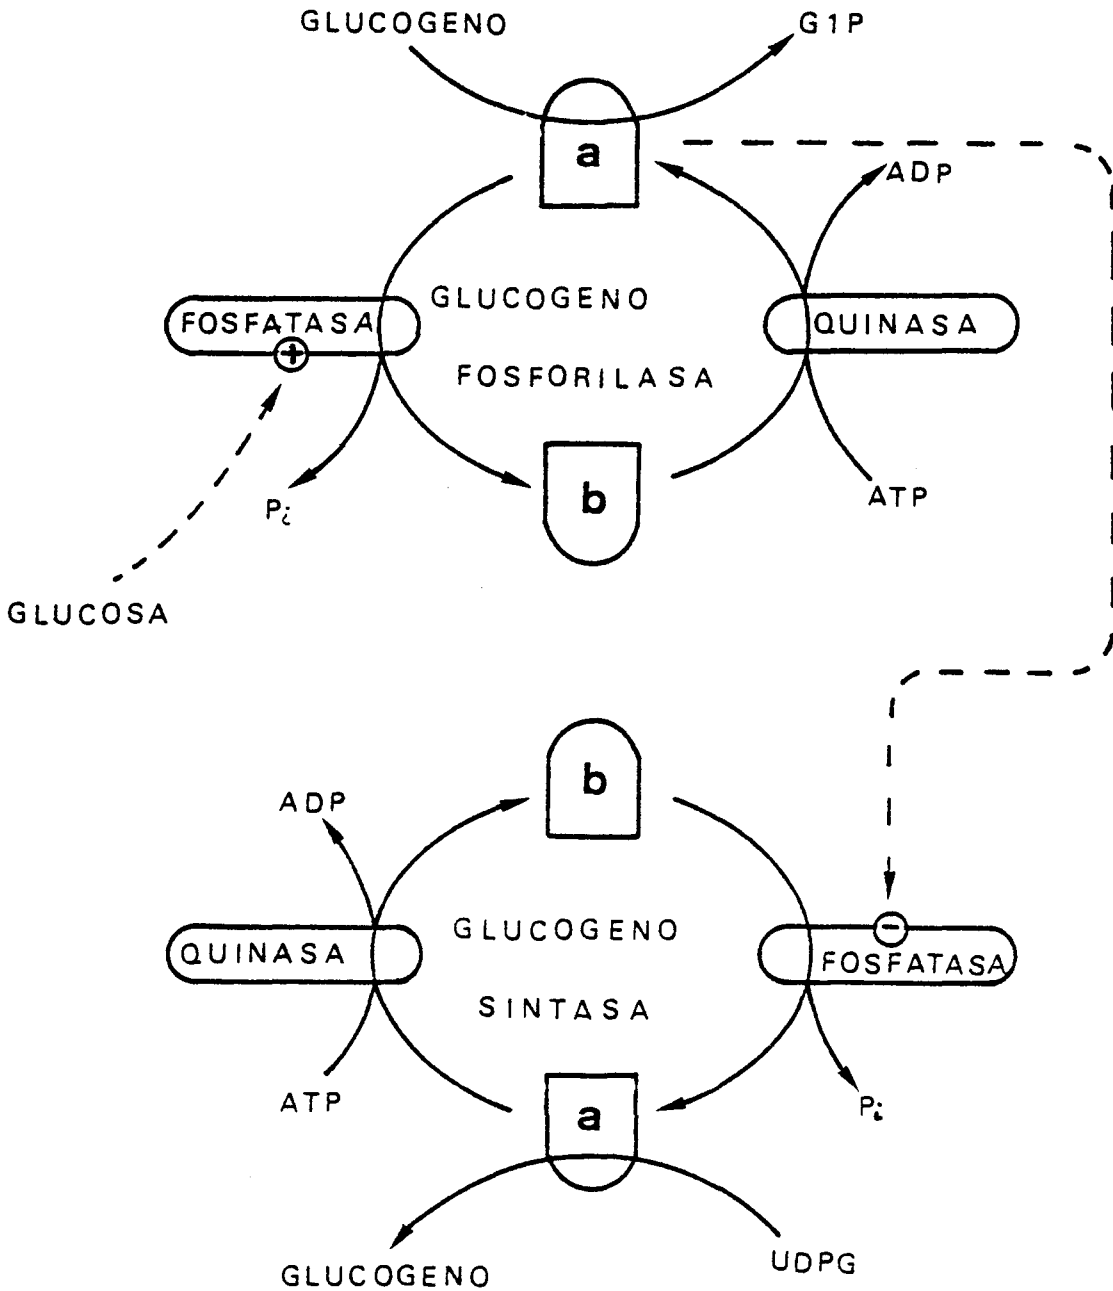 GLUCOGENO
G1P
a
ADP
GLUCOGENO
FOSFATASA
QUINASA
+
FOSFORILASA
b
ATP
Pi
GLUCOSA
b
ADP
GLUCOGENO
-
QUINASA
FOSFATASA
SINTASA
ATP
a
Pi
GLUCOGENO
UDPG